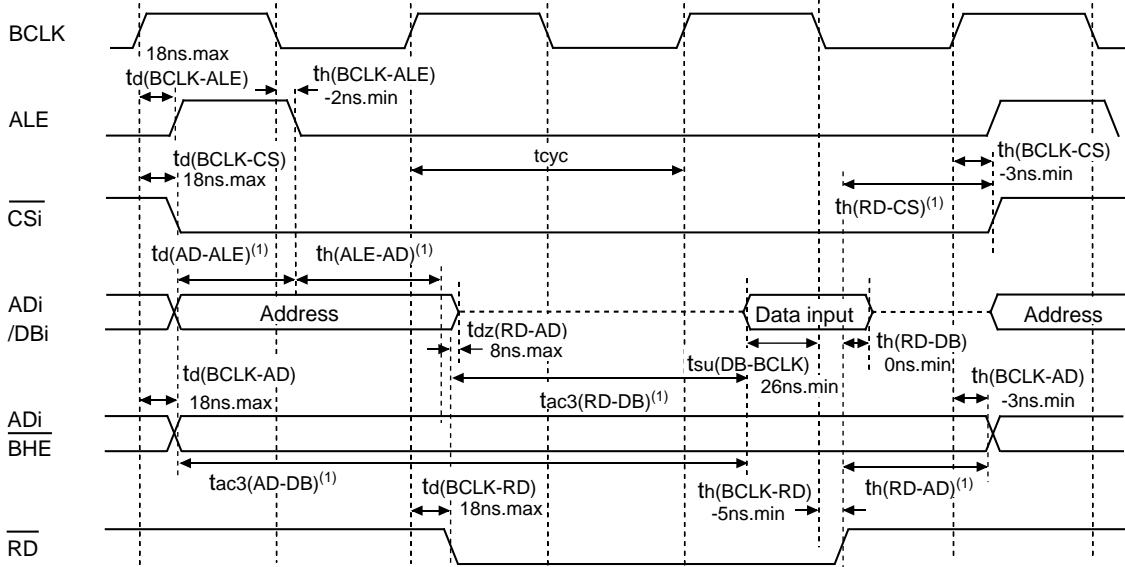 BCLK
18ns.max
td(BCLK-ALE)
th(BCLK-ALE)
-2ns.min
ALE
td(BCLK-CS)
18ns.max
tcyc
th(BCLK-CS)
-3ns.min
CSi
th(RD-CS)(1)
td(AD-ALE)(1)
th(ALE-AD)(1)
ADi
/DBi
Address
Data input
Address
tdz(RD-AD)
8ns.max
tsu(DB-BCLK)
26ns.min
th(RD-DB)
0ns.min
td(BCLK-AD)
18ns.max
tac3(RD-DB)(1)
th(BCLK-AD)
-3ns.min
ADi
BHE
tac3(AD-DB)(1)
td(BCLK-RD)
18ns.max
th(BCLK-RD)
-5ns.min
th(RD-AD)(1)
RD